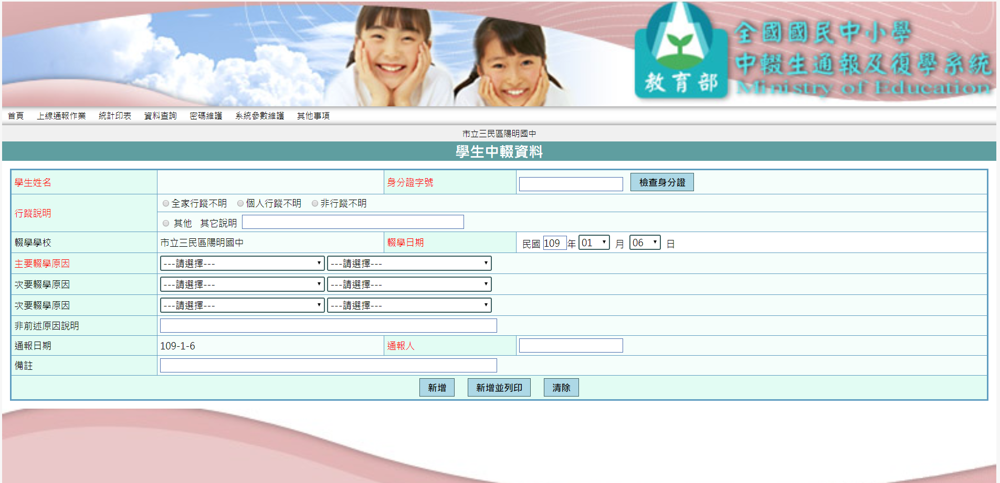 全國國民中小學
中輟生通報及復學系統
Ministry of Education
教育部
首頁 上線通報作業 統計印表 資料查詢 密碼維護 系統參數維護 其他事項
市立三民區陽明國中
學生中輟資料
學生姓名 身分證字號 檢查身分證
行蹤說明
全家行蹤不明 個人行蹤不明 非行蹤不明
其他 其它說明
輟學學校 市立三民區陽明國中 輟學日期 民國 109 年 01 月 06 日
主要輟學原因 ---請選擇--- ---請選擇---
次要輟學原因 ---請選擇--- ---請選擇---
次要輟學原因 ---請選擇--- ---請選擇---
非前述原因說明
通報日期 109-1-6 通報人
備註
新增 新增並列印 清除